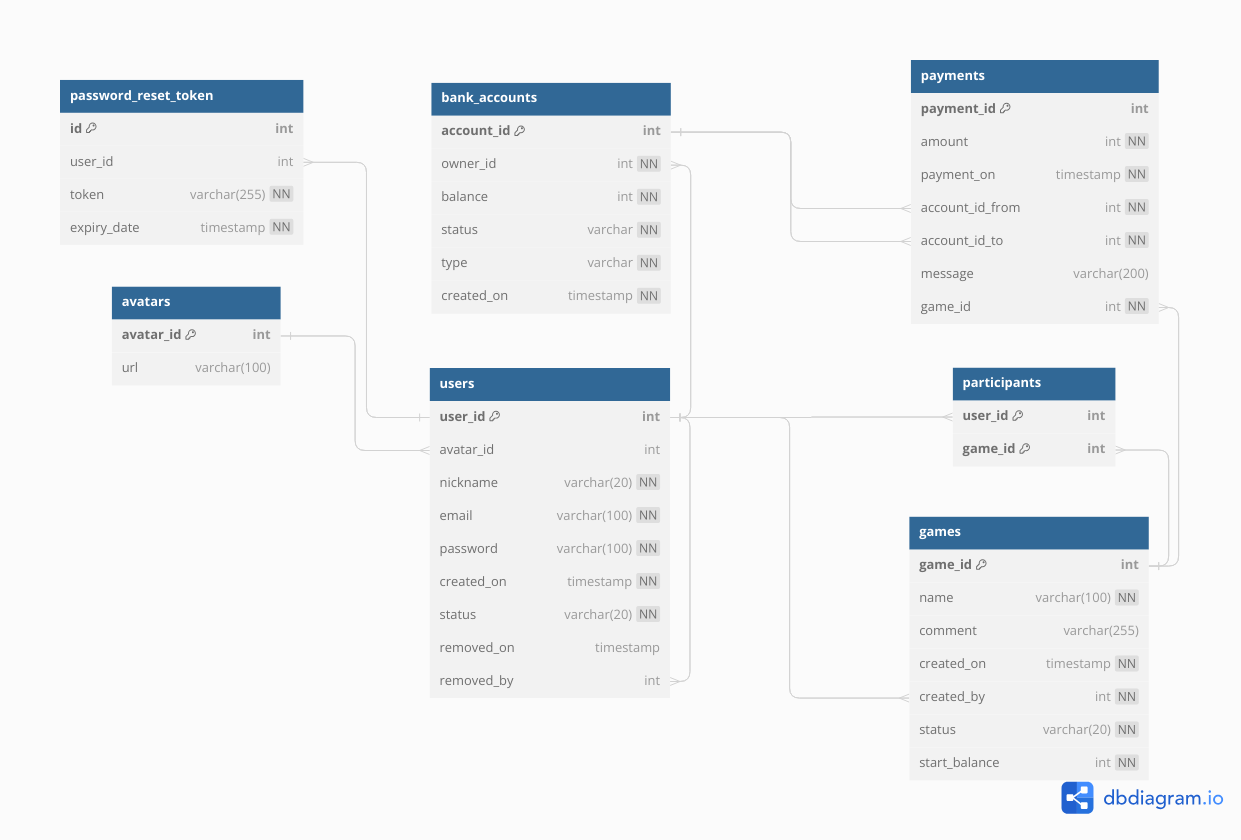 password_reset_token
id int
user_id int
token varchar(255) NN
expiry_date timestamp NN
avatars
avatar_id int
url varchar(100)
bank_accounts
account_id int
owner_id int NN
balance int NN
status varchar NN
type varchar NN
created_on timestamp NN
users
user_id int
avatar_id int
nickname varchar(20) NN
email varchar(100) NN
password varchar(100) NN
created_on timestamp NN
status varchar(20) NN
removed_on timestamp
removed_by int
payments
payment_id int
amount int NN
payment_on timestamp NN
account_id_from int NN
account_id_to int NN
message varchar(200)
game_id int NN
participants
user_id int
game_id int
games
game_id int
name varchar(100) NN
comment varchar(255)
created_on timestamp NN
created_by int NN
status varchar(20) NN
start_balance int NN
dbdiagram.io